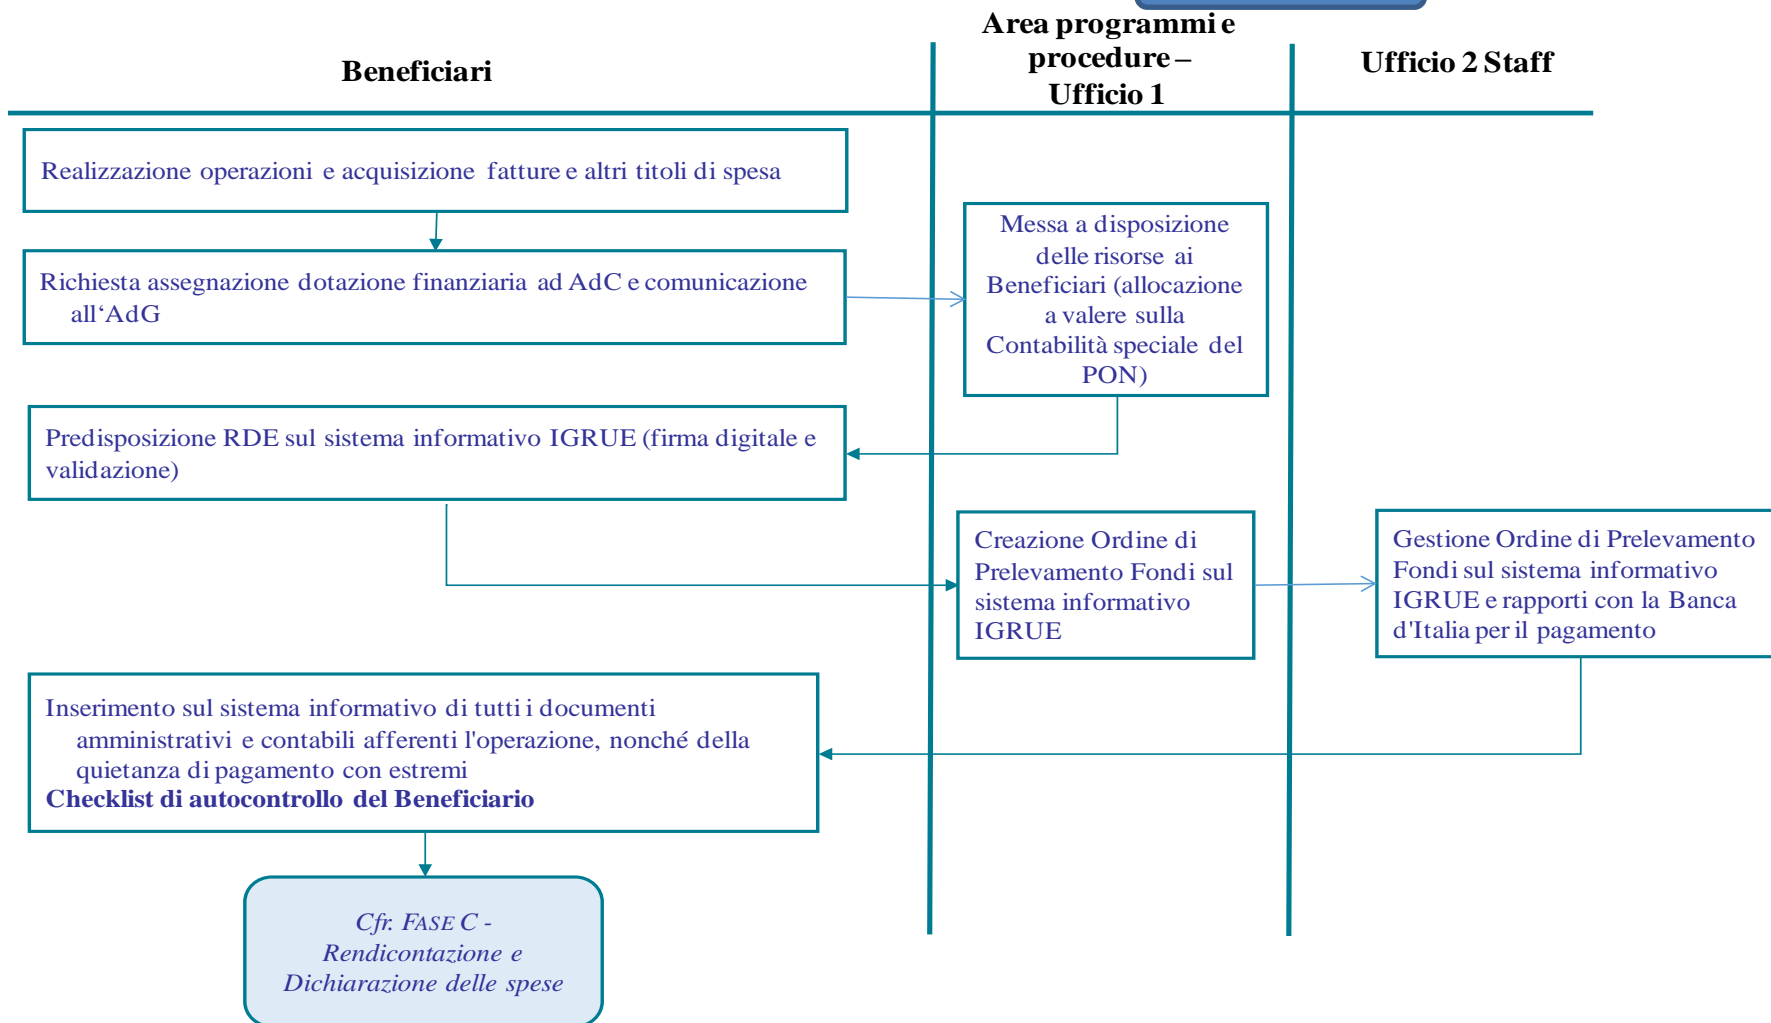 Beneficiari
Area programmi e
procedure –
Ufficio 1
Ufficio 2 Staff
Realizzazione operazioni e acquisizione fatture e altri titoli di spesa
Richiesta assegnazione dotazione finanziaria ad AdC e comunicazione
all‘AdG
Messa a disposizione
delle risorse ai
Beneficiari (allocazione
a valere sulla
Contabilità speciale del
PON)
Predisposizione RDE sul sistema informativo IGRUE (firma digitale e
validazione)
Creazione Ordine di
Prelevamento Fondi sul
sistema informativo
IGRUE
Gestione Ordine di Prelevamento
Fondi sul sistema informativo
IGRUE e rapporti con la Banca
d'Italia per il pagamento
Inserimento sul sistema informativo di tutti i documenti
amministrativi e contabili afferenti l'operazione, nonché della
quietanza di pagamento con estremi
Checklist di autocontrollo del Beneficiario
Cfr. FASE C -
Rendicontazione e
Dichiarazione delle spese